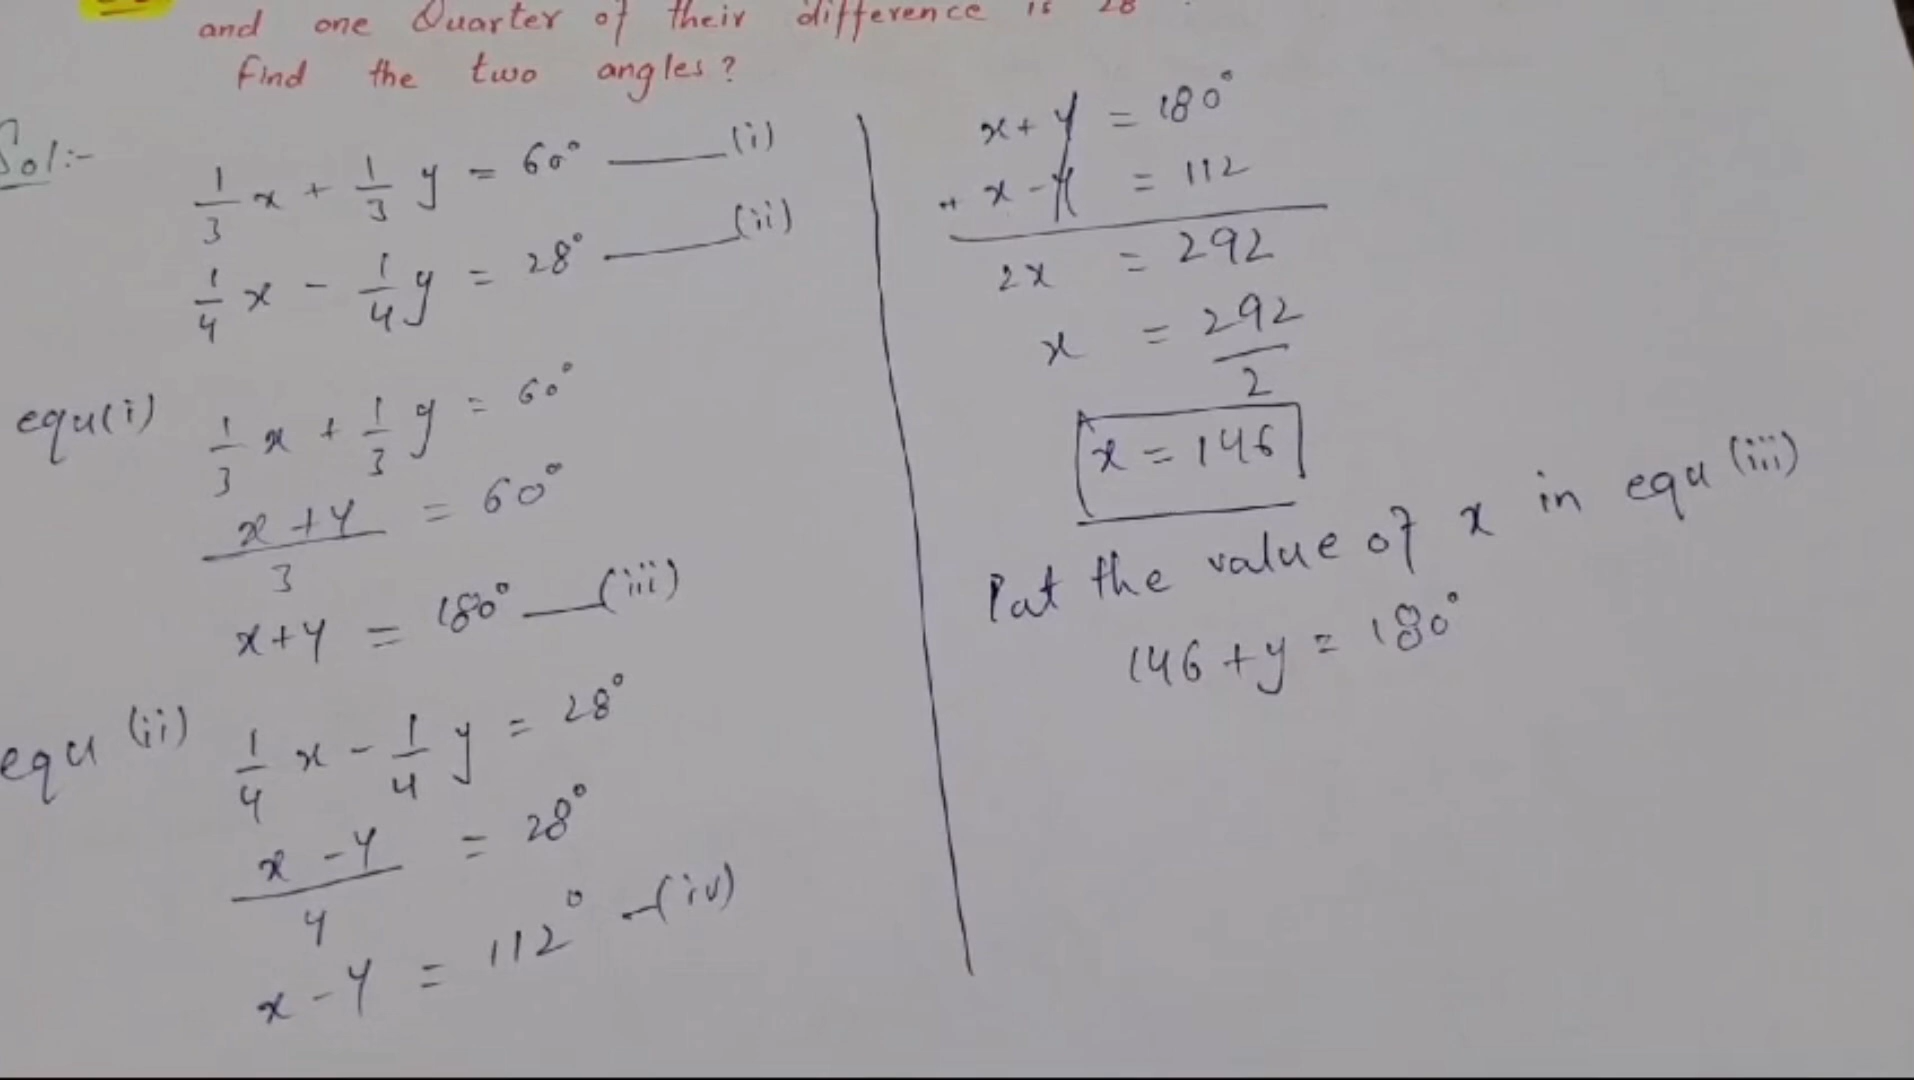 and one Quarter of their difference is 28
find the two angles?
Sol:-
1/3 x + 1/3 y = 60° ——(i)
1/4 x - 1/4 y = 28° ——(ii)
equ(i) 1/3 x + 1/3 y = 60°
x+y/3 = 60°
x+y = 180° —(iii)
equ (ii) 1/4 x - 1/4 y = 28°
x-y/4 = 28°
x-y = 112° —(iv)
x+y = 180°
+ x-y = 112
2x = 292
x = 292/2
x = 146
Put the value of x in equ (iii)
146+y = 180°